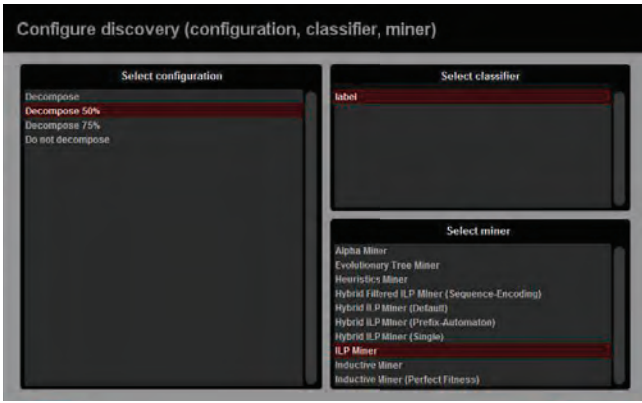 Configure discovery (configuration, classifier, miner)
Select configuration
Decompose
Decompose 50%
Decompose 75%
Do not decompose
Select classifier
label
Select miner
Alpha Miner
Evolutionary Tree Miner
Heuristics Miner
Hybrid Filtered ILP Miner (Sequence-Encoding)
Hybrid ILP Miner (Default)
Hybrid ILP Miner (Prefix-Automaton)
Hybrid ILP Miner (Single)
ILP Miner
Inductive Miner
Inductive Miner (Perfect Fitness)